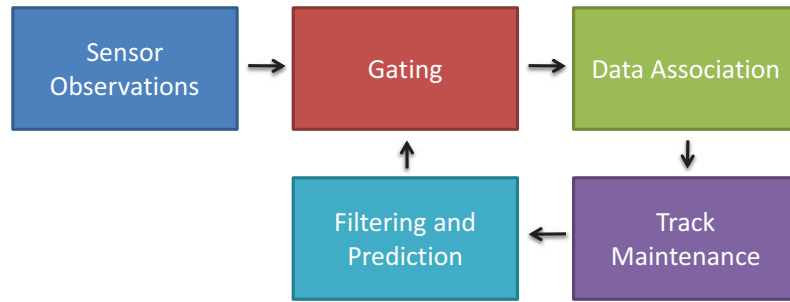 Sensor
Observations
Gating
Data Association
Filtering and
Prediction
Track
Maintenance